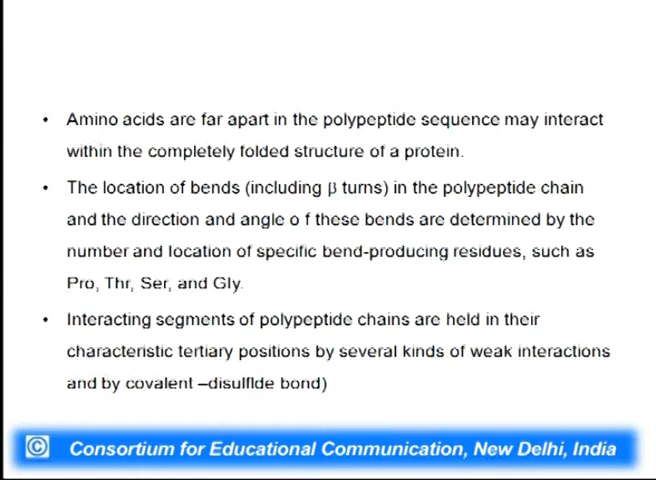 • Amino acids are far apart in the polypeptide sequence may interact
within the completely folded structure of a protein.
• The location of bends (including β turns) in the polypeptide chain
and the direction and angle o f these bends are determined by the
number and location of specific bend-producing residues, such as
Pro, Thr, Ser, and Gly.
• Interacting segments of polypeptide chains are held in their
characteristic tertiary positions by several kinds of weak interactions
and by covalent –disulfIde bond)
© Consortium for Educational Communication, New Delhi, India